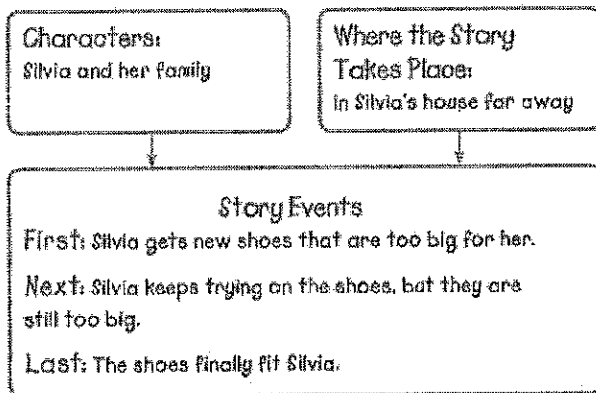 Characters:
Silvia and her family
Where the Story
Takes Place:
in Silvia's house far away
Story Events
First: Silvia gets new shoes that are too big for her.
Next: Silvia keeps trying on the shoes, but they are
still too big.
Last: The shoes finally fit Silvia.